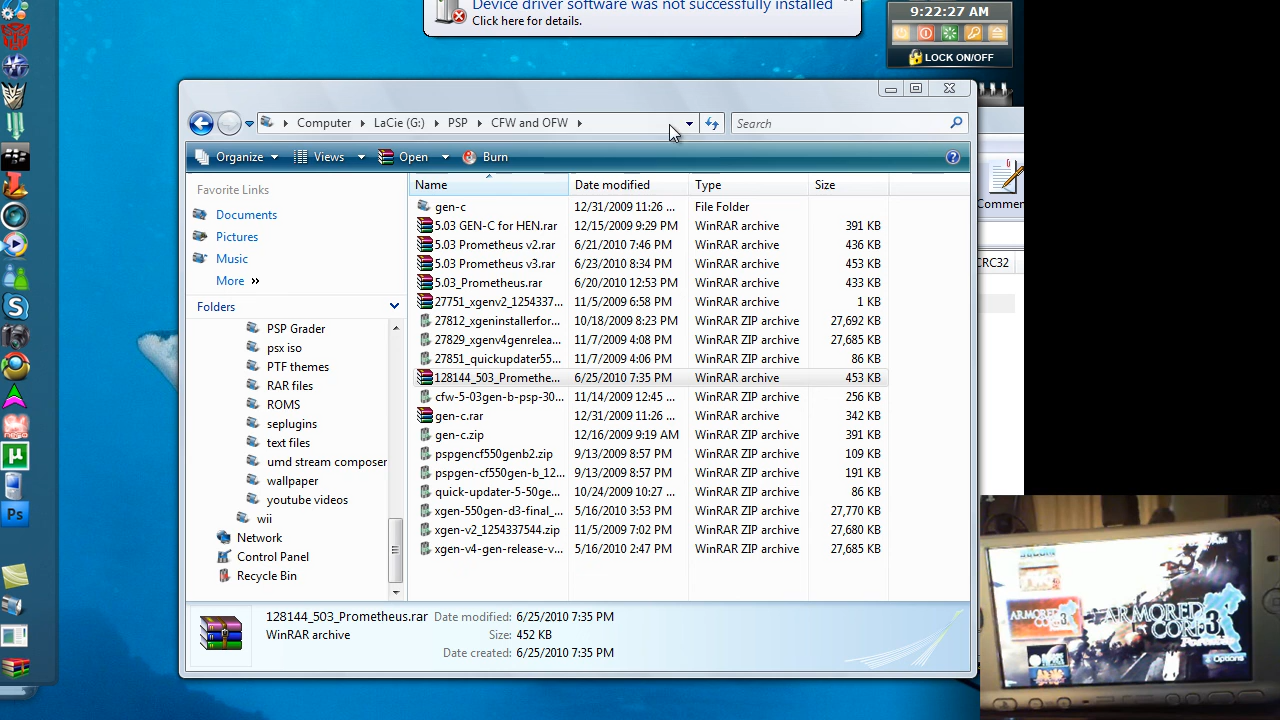 Device driver software was not successfully installed
Click here for details.
9:22:27 AM
LOCK ON/OFF
Computer
LaCie (G:)
PSP
CFW and OFW
Search
Organize
Views
Open
Burn
Favorite Links
Documents
Pictures
Music
More
Folders
PSP Grader
psx iso
PTF themes
RAR files
ROMS
seplugins
text files
umd stream composer
wallpaper
youtube videos
wii
Network
Control Panel
Recycle Bin
Name Date modified Type Size
gen-c 12/31/2009 11:26 ... File Folder
5.03 GEN-C for HEN.rar 12/15/2009 9:29 PM WinRAR archive 391 KB
5.03 Prometheus v2.rar 6/21/2010 7:46 PM WinRAR archive 436 KB
5.03 Prometheus v3.rar 6/23/2010 8:34 PM WinRAR archive 453 KB
5.03_Prometheus.rar 6/20/2010 12:53 PM WinRAR archive 433 KB
27751_xgenv2_1254337... 11/5/2009 6:58 PM WinRAR archive 1 KB
27812_xgeninstallerfor... 10/18/2009 8:23 PM WinRAR ZIP archive 27,692 KB
27829_xgenv4genrelea... 11/7/2009 4:08 PM WinRAR ZIP archive 27,685 KB
27831_quickupdater55... 11/7/2009 4:06 PM WinRAR ZIP archive 86 KB
128144_503_Promethe... 6/25/2010 7:35 PM WinRAR archive 453 KB
cfw-5-03gen-b-psp-30... 11/14/2009 12:45 ... WinRAR ZIP archive 256 KB
gen-c.rar 12/31/2009 11:26 ... WinRAR archive 342 KB
gen-c.zip 12/16/2009 9:19 AM WinRAR ZIP archive 391 KB
pspgencf550genb2.zip 9/13/2009 8:57 PM WinRAR ZIP archive 109 KB
pspgen-cf550gen-b_12... 9/13/2009 8:57 PM WinRAR ZIP archive 191 KB
quick-updater-5-50ge... 10/24/2009 10:27 ... WinRAR ZIP archive 86 KB
xgen-550gen-d3-final_... 5/16/2010 3:53 PM WinRAR ZIP archive 27,770 KB
xgen-v2_1254337544.zip 11/5/2009 7:02 PM WinRAR ZIP archive 27,689 KB
xgen-v4-gen-release-v... 5/16/2010 2:47 PM WinRAR ZIP archive 27,685 KB
128144_503_Prometheus.rar Date modified: 6/25/2010 7:35 PM
WinRAR archive Size: 452 KB
Date created: 6/25/2010 7:35 PM
Commen
CRC32
Ps
ARMORED CORE 3
ARMORED
CORE 3
Options